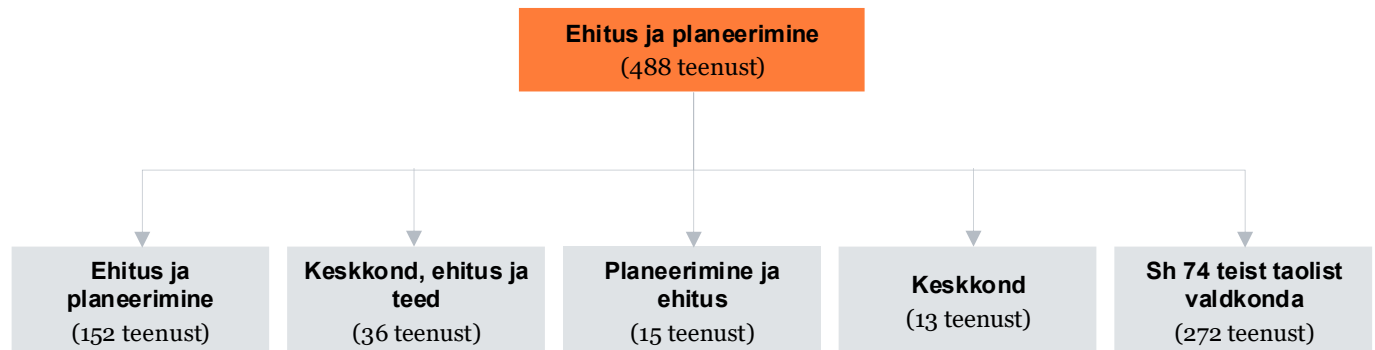 Ehitus ja planeerimine
(488 teenust)
Ehitus ja
planeerimine
(152 teenust)
Keskkond, ehitus ja
teed
(36 teenust)
Planeerimine ja
ehitus
(15 teenust)
Keskkond
(13 teenust)
Sh 74 teist taolist
valdkonda
(272 teenust)